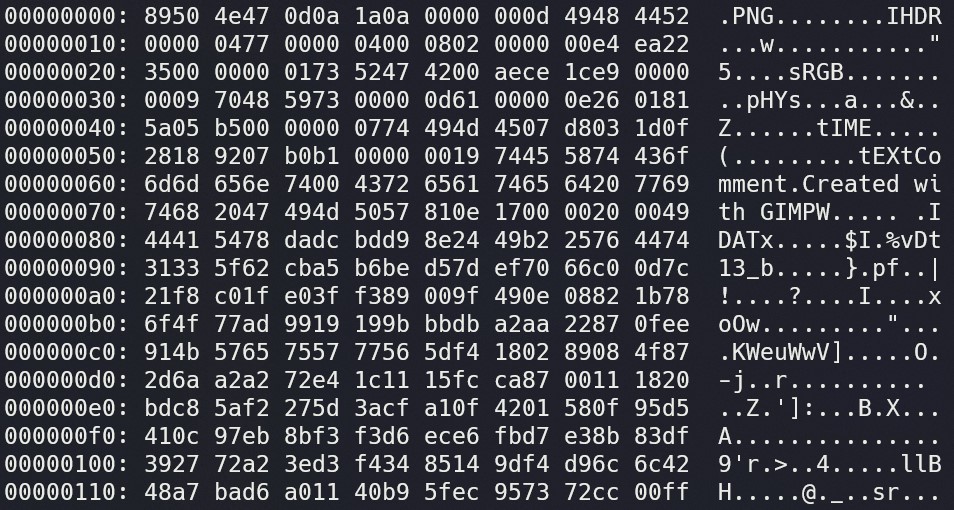 00000000: 8950 4e47 0d0a 1a0a 0000 000d 4948 4452  .PNG........IHDR
00000010: 0000 0477 0000 0400 0802 0000 00e4 ea22  ...w..........."
00000020: 3500 0000 0173 5247 4200 aece 1ce9 0000  5....sRGB.......
00000030: 0009 7048 5973 0000 0d61 0000 0e26 0181  ..pHYs...a...&..
00000040: 5a05 b500 0000 0774 494d 4507 d803 1d0f  Z......tIME.....
00000050: 2818 9207 b0b1 0000 0019 7445 5874 436f  (.........tEXtCo
00000060: 6d6d 656e 7400 4372 6561 7465 6420 7769  mment.Created wi
00000070: 7468 2047 494d 5057 810e 1700 0020 0049  th GIMPW..... .I
00000080: 4441 5478 dadc bdd9 8e24 49b2 2576 4474  DATx.....$I.%vDt
00000090: 3133 5f62 cba5 b6be d57d ef70 66c0 0d7c  13_b.....}.pf..|
000000a0: 21f8 c01f e03f f389 009f 490e 0882 1b78  !....?....I....x
000000b0: 6f4f 77ad 9919 199b bbdb a2aa 2287 0fee  oOw........."...
000000c0: 914b 5765 7557 7756 5df4 1802 8908 4f87  .KWeuWwV].....O.
000000d0: 2d6a a2a2 72e4 1c11 15fc ca87 0011 1820  -j..r.......... 
000000e0: bdc8 5af2 275d 3acf a10f 4201 580f 95d5  ..Z.']:...B.X...
000000f0: 410c 97eb 8bf3 f3d6 ece6 fbd7 e38b 83df  A...............
00000100: 3927 72a2 3ed3 f434 8514 9df4 d96c 6c42  9'r.>..4.....llB
00000110: 48a7 bad6 a011 40b9 5fec 9573 72cc 00ff  H.....@._..sr...